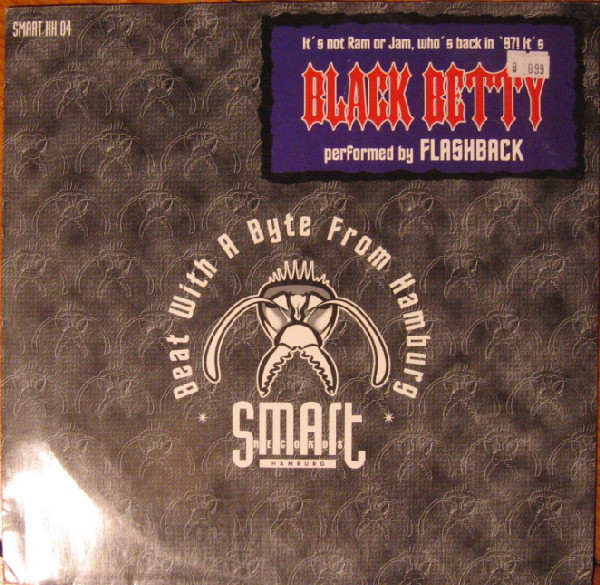 SMART HH 04
It´s not Ram or Jam, who´s back in `97! It´s
BLACK BETTY
performed by FLASHBACK
Beat With A Byte From Hamburg
SMART
RECORDS
HAMBURG